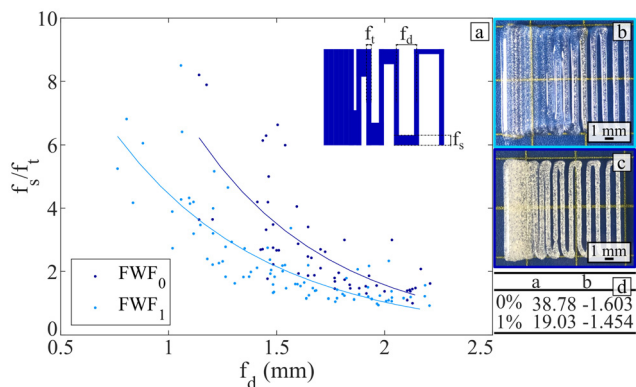 10
8
6
4
2
0
f_s/f_t
0.5 1 1.5 2 2.5
f_d (mm)
a
f_t f_d
f_s
FWF_0
FWF_1
b
1 mm
c
1 mm
d
a b
0% 38.78 -1.603
1% 19.03 -1.454